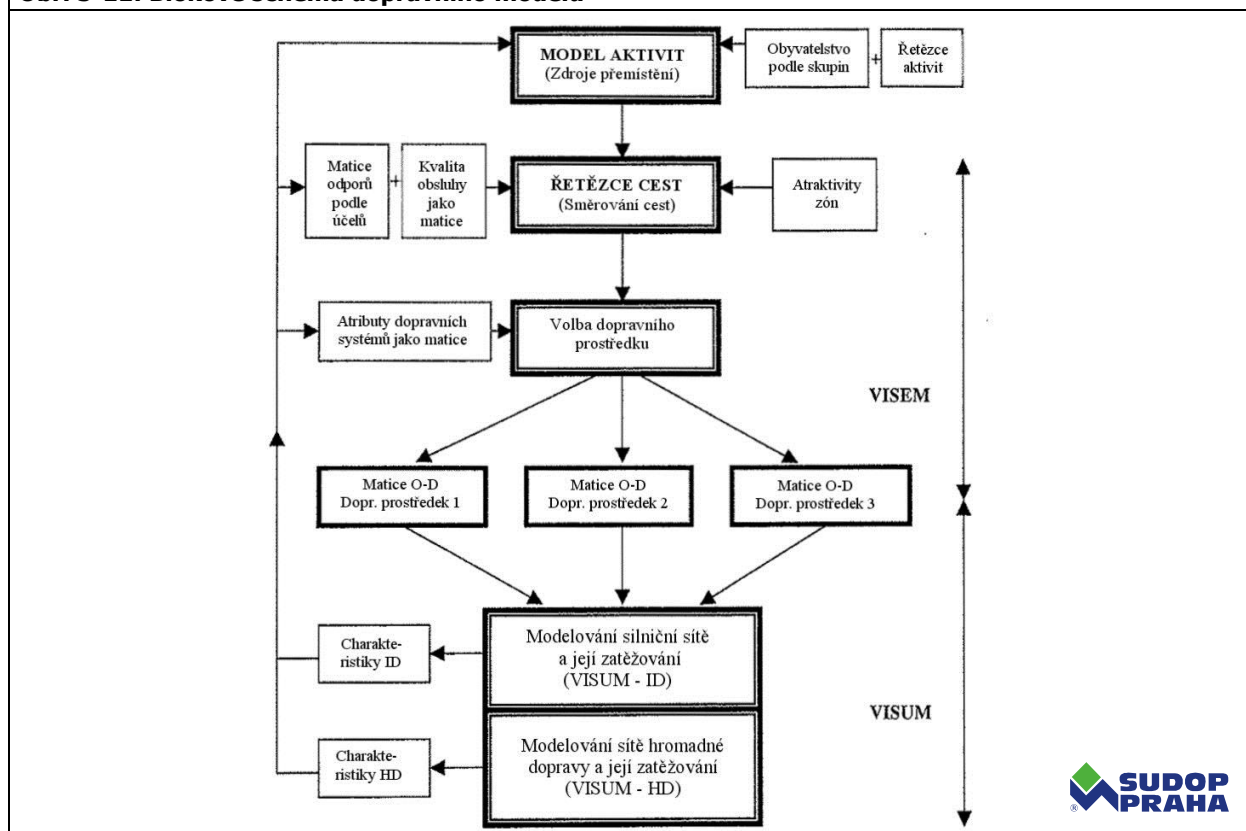 MODEL AKTIVIT
(Zdroje přemístění)
Obyvatelstvo
podle skupin
+
Řetězce
aktivit
Matice
odporů
podle
účelů
+
Kvalita
obsluhy
jako
matice
ŘETĚZCE CEST
(Směrování cest)
Atraktivity
zón
Atributy dopravních
systémů jako matice
Volba dopravního
prostředku
VISEM
Matice O-D
Dopr. prostředek 1
Matice O-D
Dopr. prostředek 2
Matice O-D
Dopr. prostředek 3
Charakte-
ristiky ID
Modelování silniční sítě
a její zatěžování
(VISUM - ID)
VISUM
Charakte-
ristiky HD
Modelování sítě hromadné
dopravy a její zatěžování
(VISUM - HD)
®
SUDOP
PRAHA